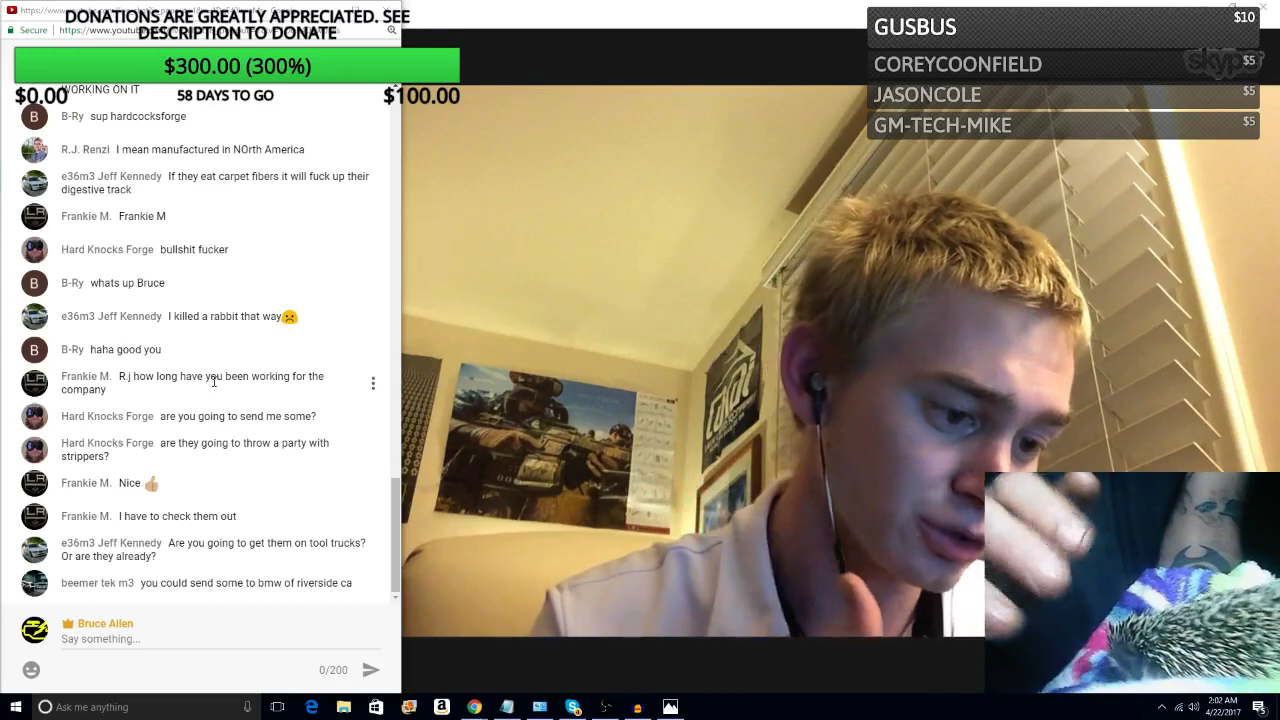 DONATIONS ARE GREATLY APPRECIATED. SEE
DESCRIPTION TO DONATE
Secure
$300.00 (300%)
$0.00
58 DAYS TO GO
$100.00
WORKING ON IT
B-Ry sup hardcocksforge
R.J. Renzi I mean manufactured in NOrth America
e36m3 Jeff Kennedy If they eat carpet fibers it will fuck up their
digestive track
Frankie M. Frankie M
Hard Knocks Forge bullshit fucker
B-Ry whats up Bruce
e36m3 Jeff Kennedy I killed a rabbit that way
B-Ry haha good you
Frankie M. R.j how long have you been working for the
company
Hard Knocks Forge are you going to send me some?
Hard Knocks Forge are they going to throw a party with
strippers?
Frankie M. Nice
Frankie M. I have to check them out
e36m3 Jeff Kennedy Are you going to get them on tool trucks?
Or are they already?
beemer tek m3 you could send some to bmw of riverside ca
Bruce Allen
Say something...
0/200
GUSBUS $10
COREYCOONFIELD $5
JASONCOLE $5
GM-TECH-MIKE $5
skype
Ask me anything
2:02 AM
4/22/2017